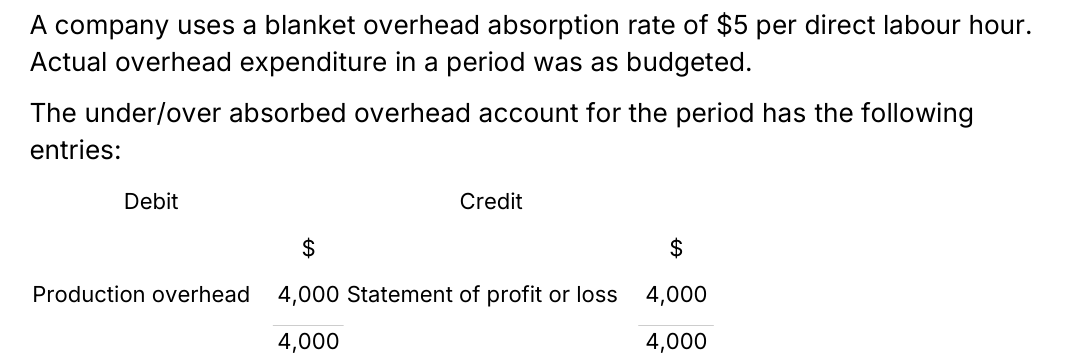 A company uses a blanket overhead absorption rate of $5 per direct labour hour.
Actual overhead expenditure in a period was as budgeted.
The under/over absorbed overhead account for the period has the following
entries:
Debit Credit
$ $
Production overhead 4,000 Statement of profit or loss 4,000
4,000 4,000